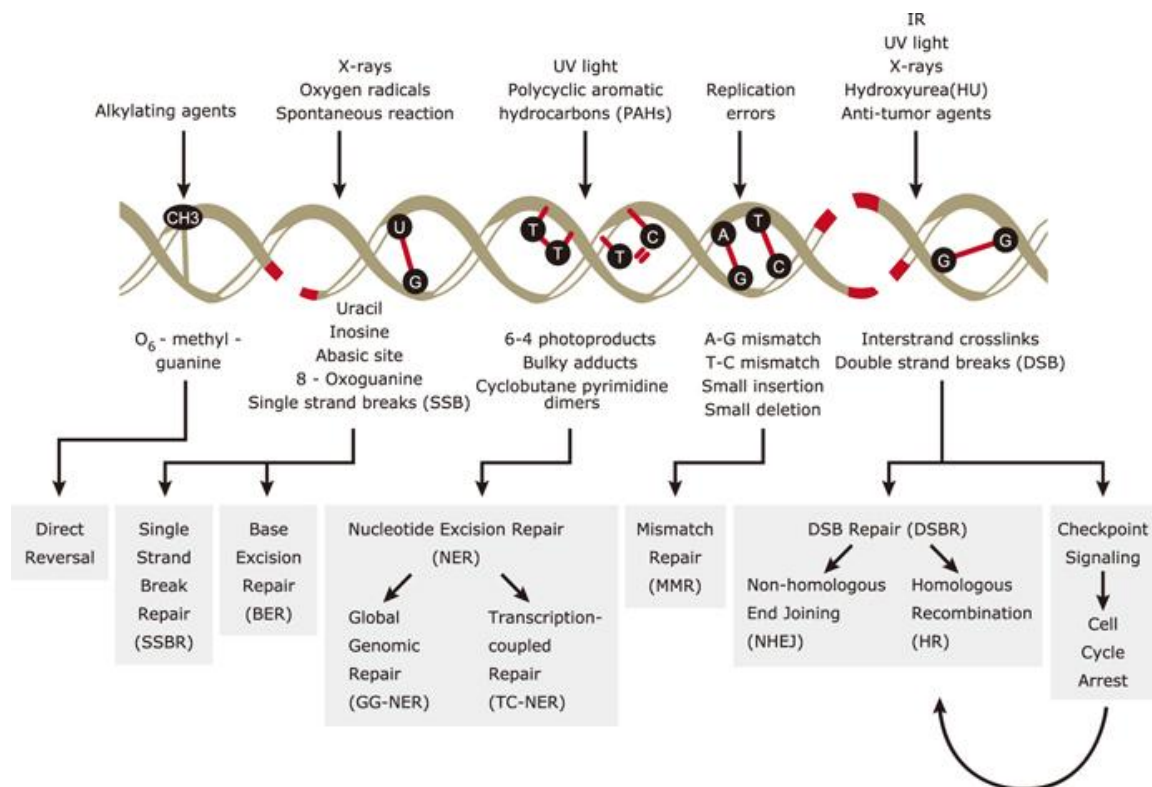 Alkylating agents
X-rays
Oxygen radicals
Spontaneous reaction
UV light
Polycyclic aromatic
hydrocarbons (PAHs)
Replication
errors
IR
UV light
X-rays
Hydroxyurea(HU)
Anti-tumor agents
CH3
U
G
T
T
C
T
A
G
T
C
G
G
O6 - methyl -
guanine
Uracil
Inosine
Abasic site
8 - Oxoguanine
Single strand breaks (SSB)
6-4 photoproducts
Bulky adducts
Cyclobutane pyrimidine
dimers
A-G mismatch
T-C mismatch
Small insertion
Small deletion
Interstrand crosslinks
Double strand breaks (DSB)
Direct
Reversal
Single
Strand
Break
Repair
(SSBR)
Base
Excision
Repair
(BER)
Nucleotide Excision Repair
(NER)
Global
Genomic
Repair
(GG-NER)
Transcription-
coupled
Repair
(TC-NER)
Mismatch
Repair
(MMR)
DSB Repair (DSBR)
Non-homologous
End Joining
(NHEJ)
Homologous
Recombination
(HR)
Checkpoint
Signaling
Cell
Cycle
Arrest